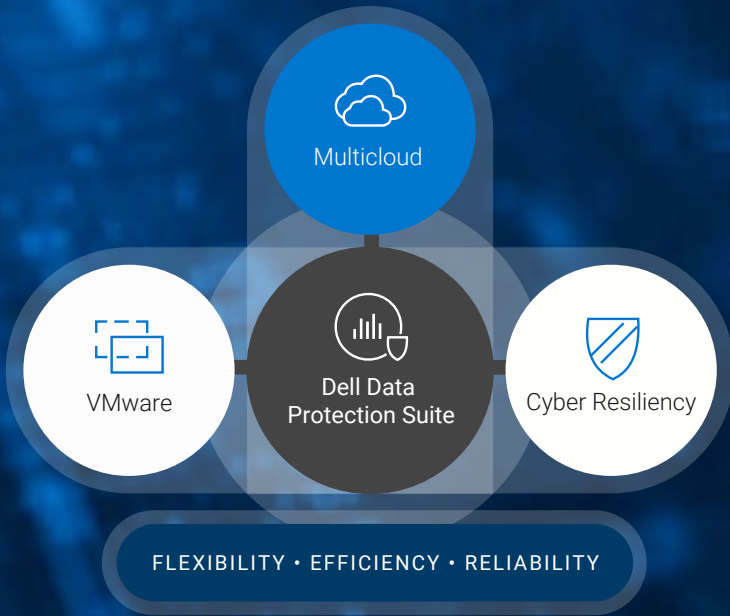 Multicloud
VMware
Dell Data
Protection Suite
Cyber Resiliency
FLEXIBILITY • EFFICIENCY • RELIABILITY